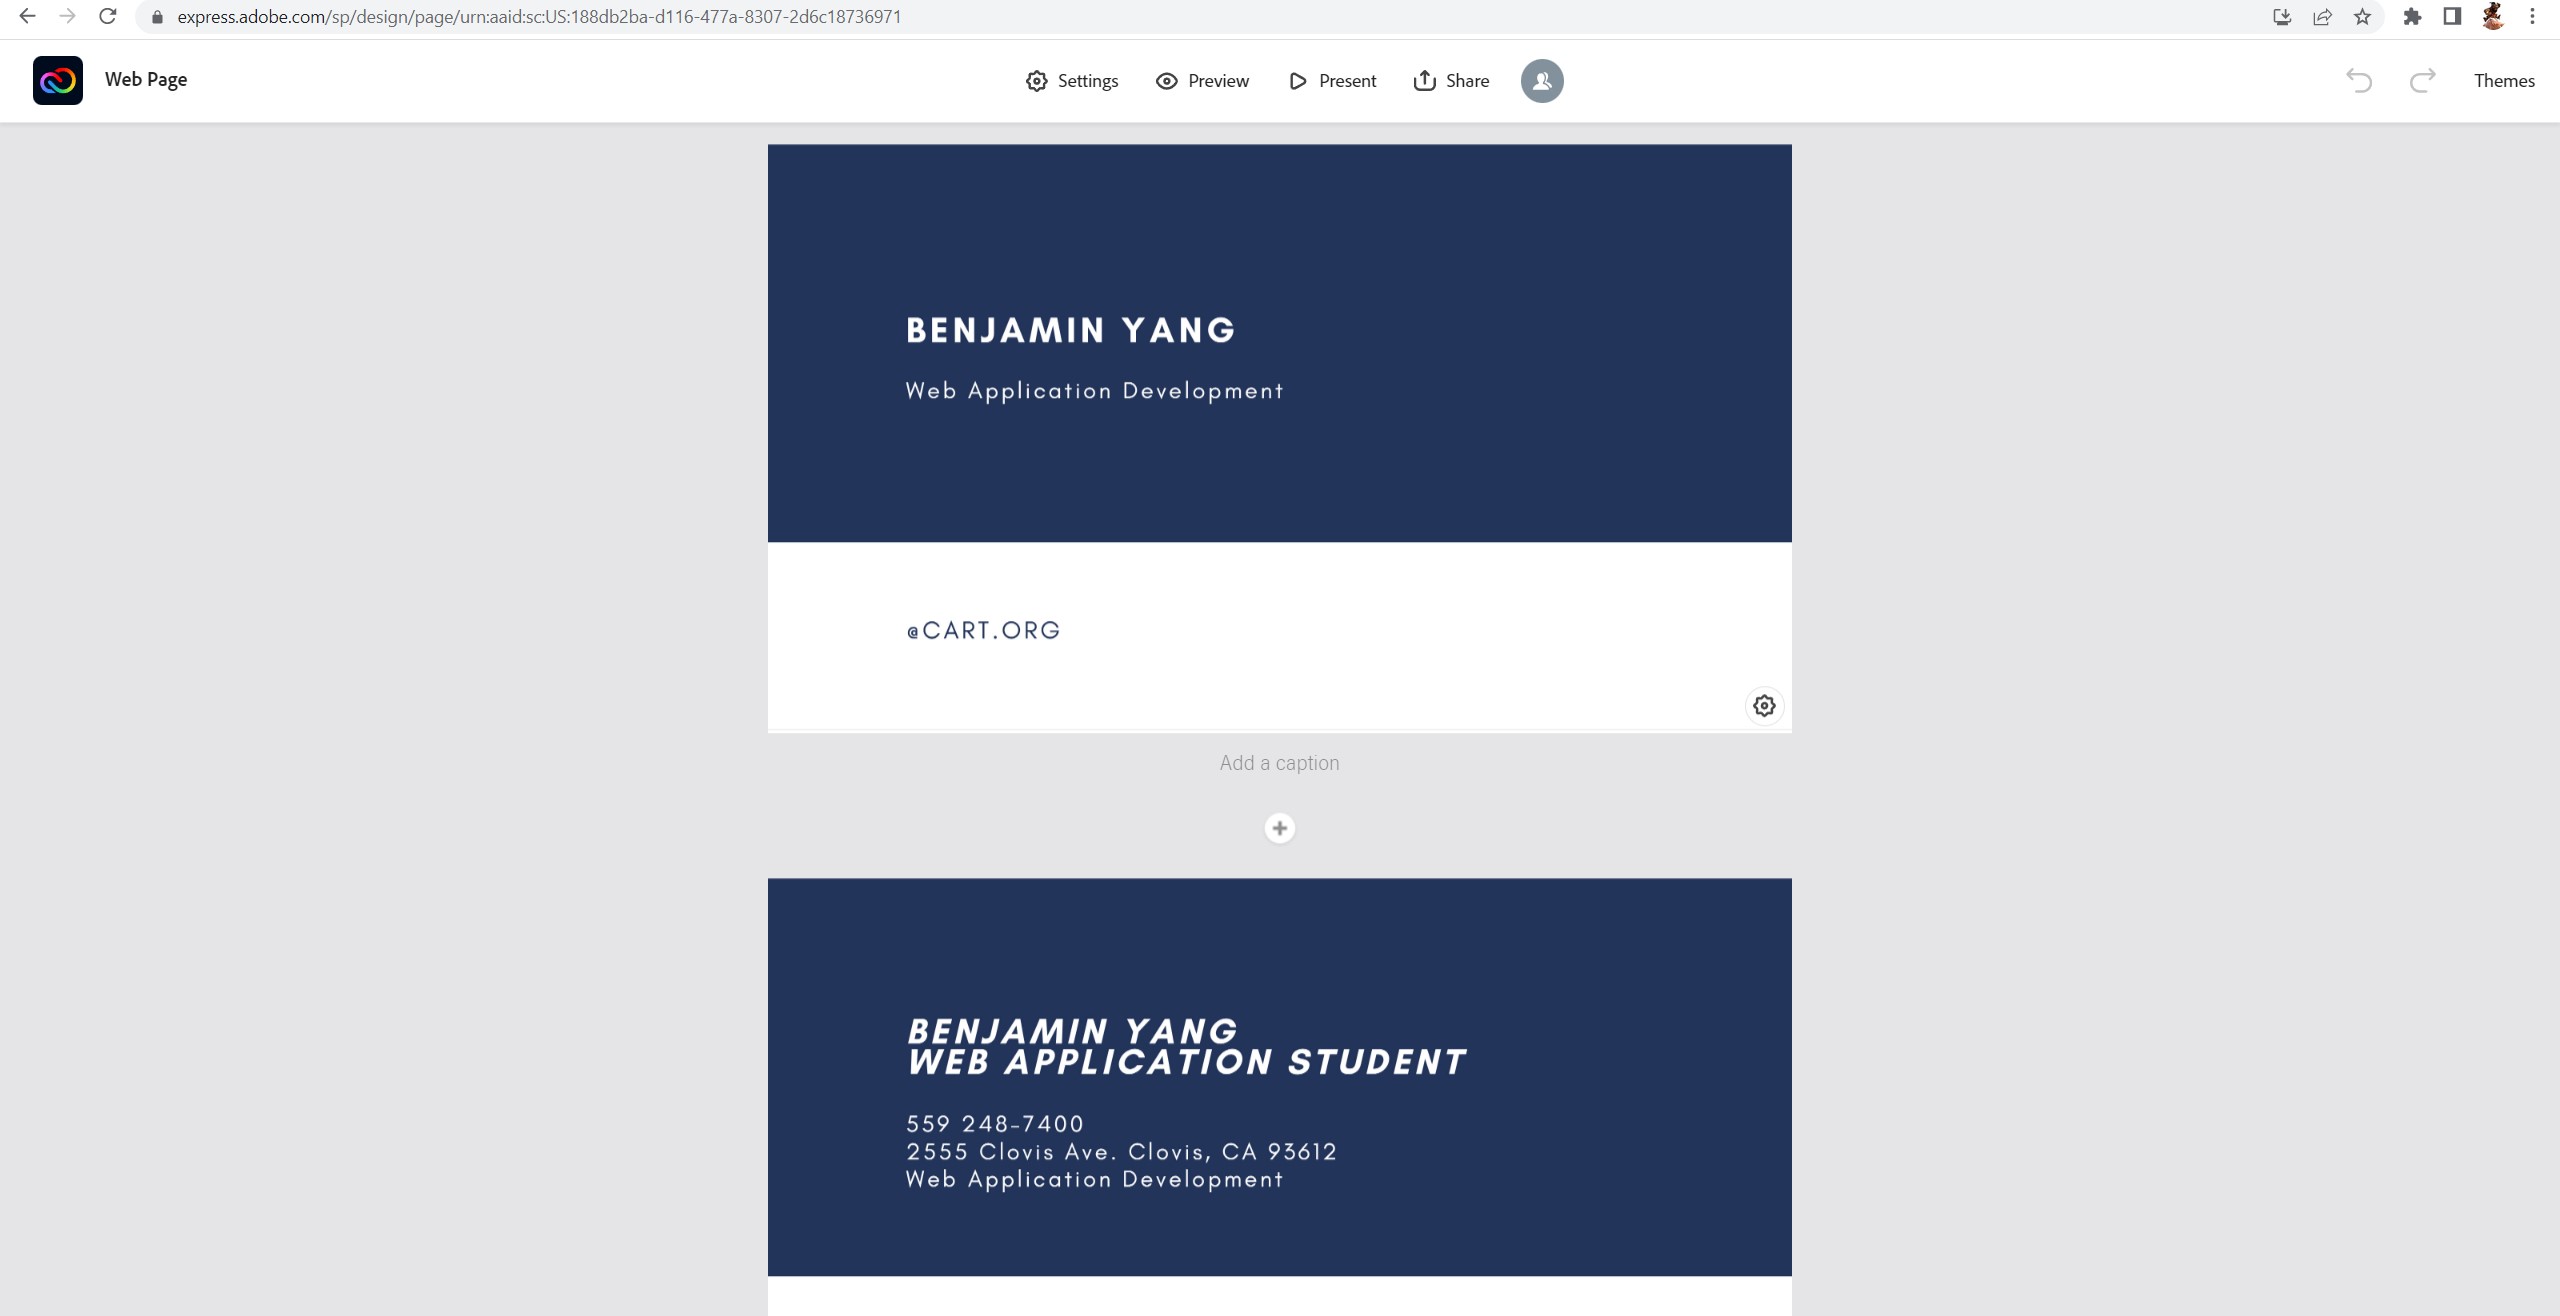 express.adobe.com/sp/design/page/urn:aaid:sc:US:188db2ba-d116-477a-8307-2d6c18736971
Web Page
Settings
Preview
Present
Share
Themes
BENJAMIN YANG
Web Application Development
@CART.ORG
Add a caption
BENJAMIN YANG
WEB APPLICATION STUDENT
559 248-7400
2555 Clovis Ave. Clovis, CA 93612
Web Application Development